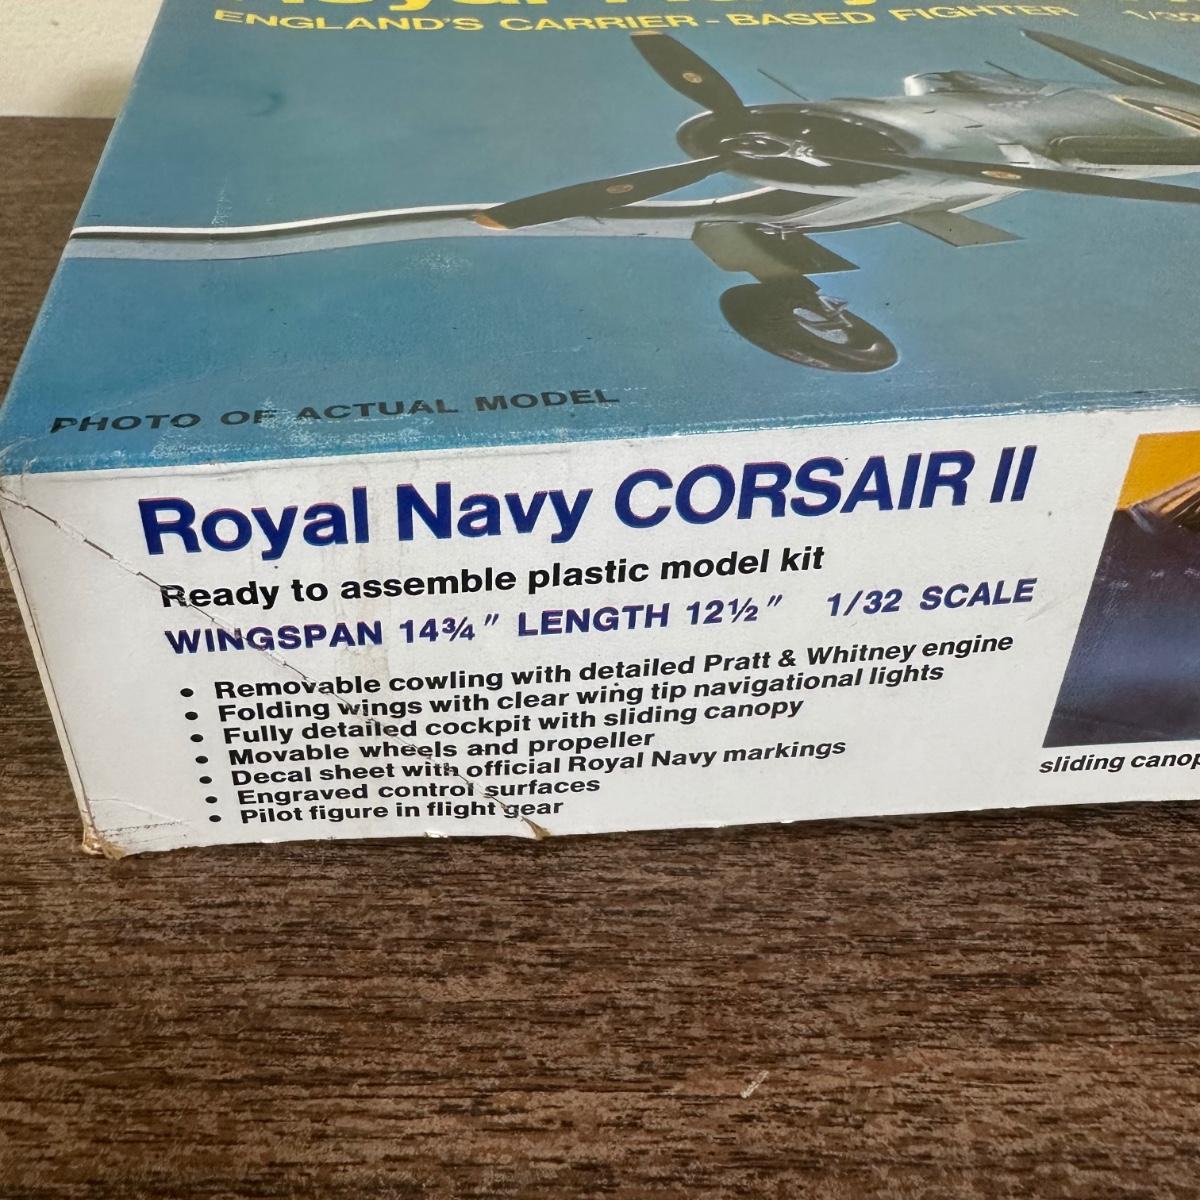 Royal Navy
ENGLAND'S CARRIER-BASED FIGHTER
PHOTO OF ACTUAL MODEL
Royal Navy CORSAIR II
Ready to assemble plastic model kit
WINGSPAN 14¾" LENGTH 12½" 1/32 SCALE
• Removable cowling with detailed Pratt & Whitney engine
• Folding wings with clear wing tip navigational lights
• Fully detailed cockpit with sliding canopy
• Movable wheels and propeller
• Decal sheet with official Royal Navy markings
• Engraved control surfaces
• Pilot figure in flight gear
sliding